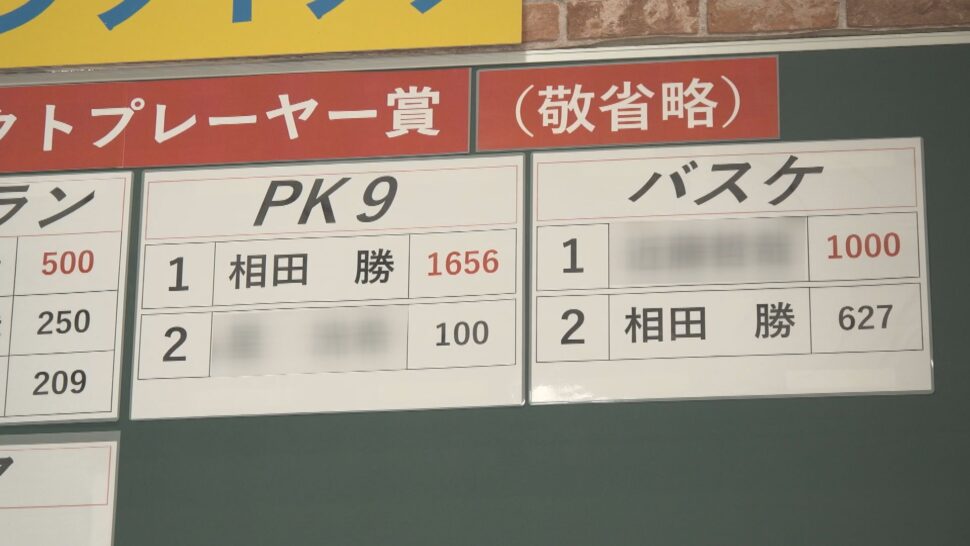 クトプレーヤー賞
（敬省略）
ラン
500
250
209
PK9
1 相田 勝 1656
2 100
バスケ
1 1000
2 相田 勝 627